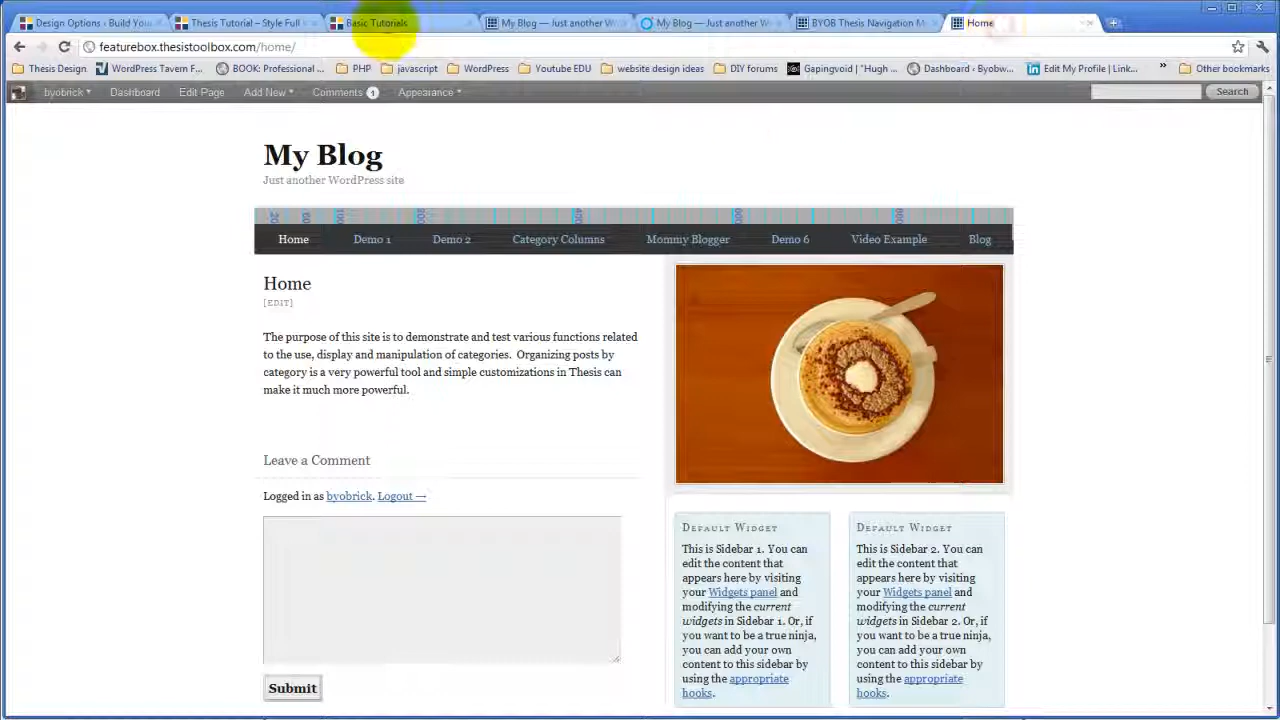 Design Options ‹ Build Your
Thesis Tutorial – Style Full
Basic Tutorials
My Blog — Just another W
My Blog — Just another W
BYOB Thesis Navigation M
Home
featurebox.thesistoolbox.com/home/
Thesis Design
WordPress Tavern F...
BOOK: Professional ...
PHP
javascript
WordPress
Youtube EDU
website design ideas
DIY forums
Gapingvoid | "Hugh ...
Dashboard ‹ Byobw...
Edit My Profile | Link...
»
Other bookmarks
byobrick
Dashboard
Edit Page
Add New
Comments 1
Appearance
Search
My Blog
Just another WordPress site
20 60 100 200 400 600 800
Home
Demo 1
Demo 2
Category Columns
Mommy Blogger
Demo 6
Video Example
Blog
Home
[EDIT]
The purpose of this site is to demonstrate and test various functions related
to the use, display and manipulation of categories. Organizing posts by
category is a very powerful tool and simple customizations in Thesis can
make it much more powerful.
Leave a Comment
Logged in as byobrick. Logout →
Submit
Default Widget
This is Sidebar 1. You can
edit the content that
appears here by visiting
your Widgets panel and
modifying the current
widgets in Sidebar 1. Or, if
you want to be a true ninja,
you can add your own
content to this sidebar by
using the appropriate
hooks.
Default Widget
This is Sidebar 2. You can
edit the content that
appears here by visiting
your Widgets panel and
modifying the current
widgets in Sidebar 2. Or, if
you want to be a true ninja,
you can add your own
content to this sidebar by
using the appropriate
hooks.